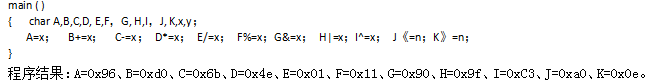 main ( )
{ char A,B,C,D, E,F，G, H,I，J, K,x,y；
A=x； B+=x； C-=x； D*=x； E/=x； F%=x；G&=x； H|=x；I^=x； J《=n；K》=n；
}
程序结果：A=0x96、B=0xd0、C=0x6b、D=0x4e、E=0x01、F=0x11、G=0x90、H=0x9f、I=0xC3、J=0xa0、K=0x0e。